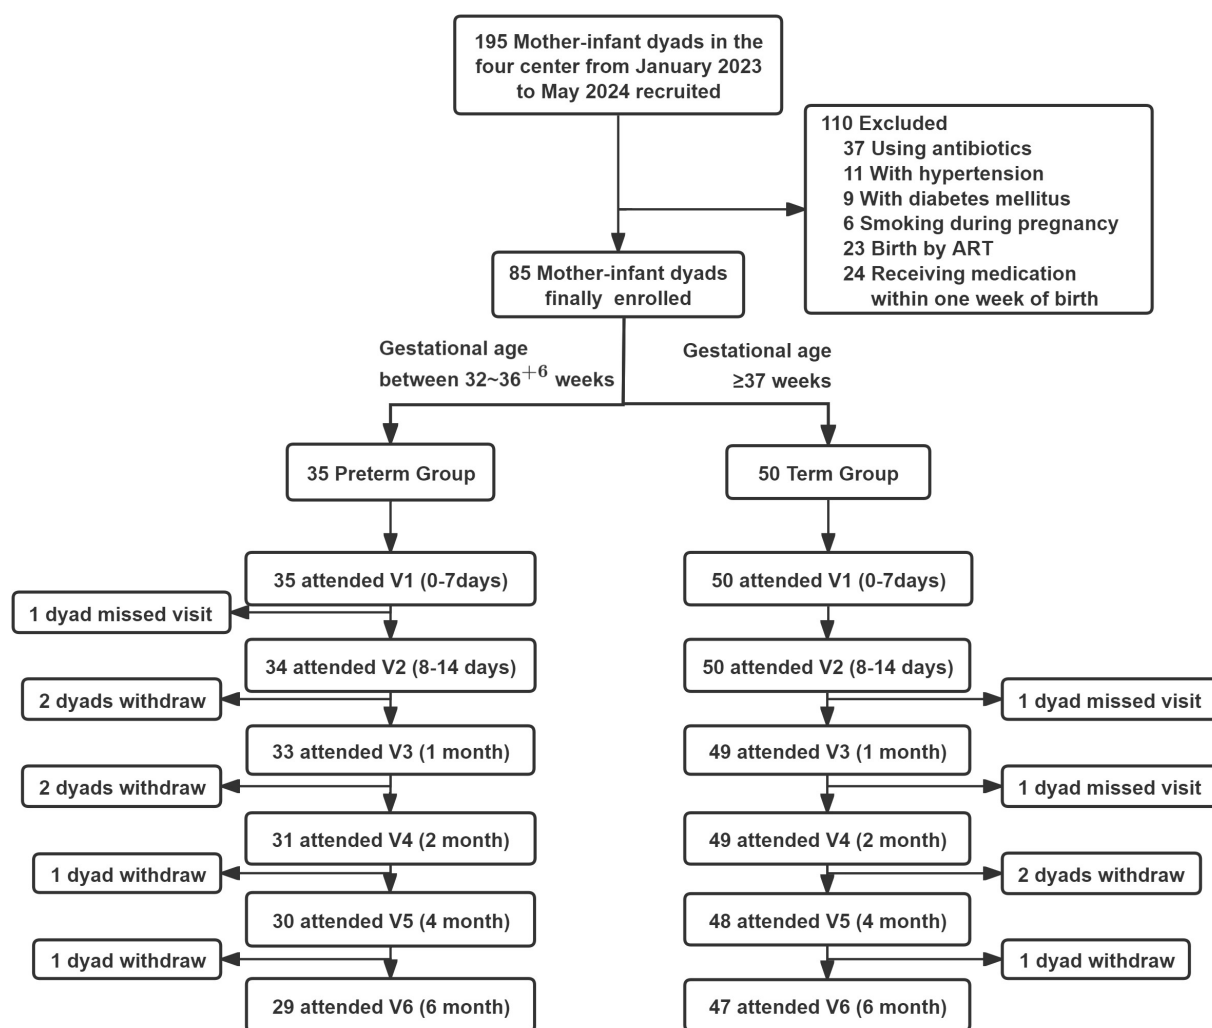 195 Mother-infant dyads in the
four center from January 2023
to May 2024 recruited
110 Excluded
37 Using antibiotics
11 With hypertension
9 With diabetes mellitus
6 Smoking during pregnancy
23 Birth by ART
24 Receiving medication
within one week of birth
85 Mother-infant dyads
finally enrolled
Gestational age
between 32~36⁺⁶ weeks
Gestational age
≥37 weeks
35 Preterm Group
50 Term Group
35 attended V1 (0-7days)
50 attended V1 (0-7days)
1 dyad missed visit
34 attended V2 (8-14 days)
50 attended V2 (8-14 days)
2 dyads withdraw
1 dyad missed visit
33 attended V3 (1 month)
49 attended V3 (1 month)
2 dyads withdraw
1 dyad missed visit
31 attended V4 (2 month)
49 attended V4 (2 month)
1 dyad withdraw
2 dyads withdraw
30 attended V5 (4 month)
48 attended V5 (4 month)
1 dyad withdraw
1 dyad withdraw
29 attended V6 (6 month)
47 attended V6 (6 month)